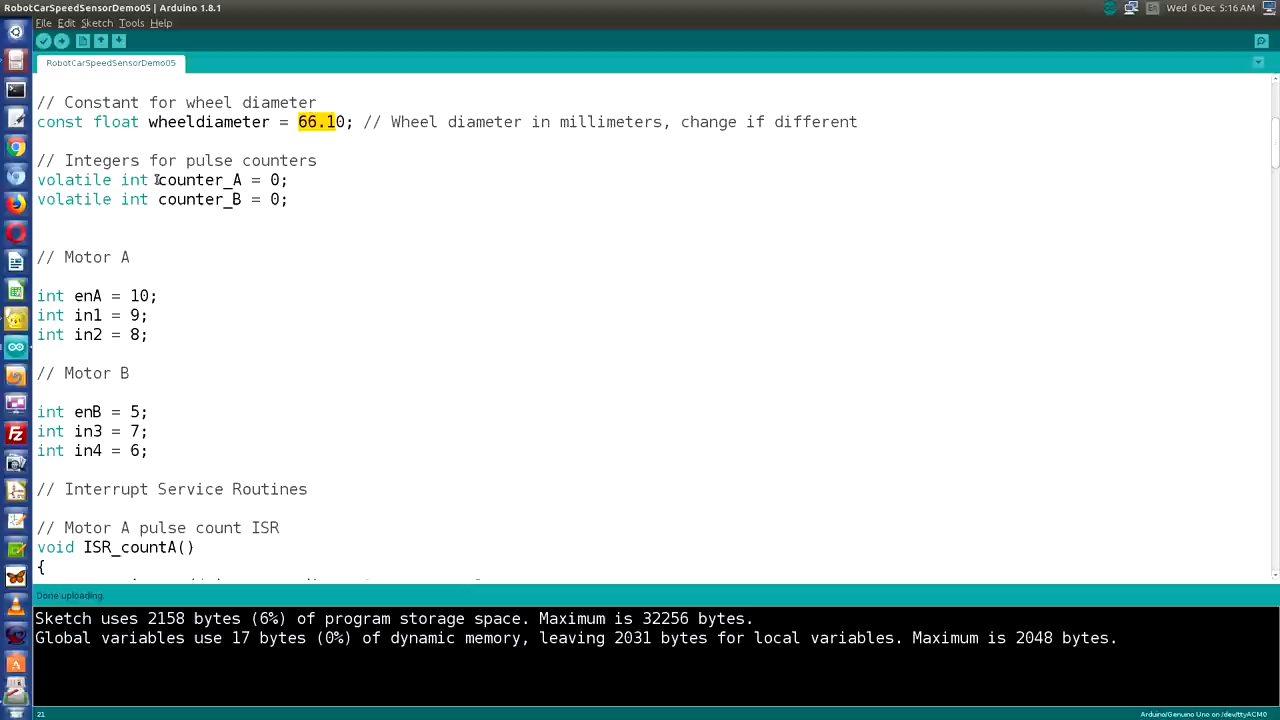 RobotCarSpeedSensorDemo05 | Arduino 1.8.1
En Wed 6 Dec, 5:16 AM
File Edit Sketch Tools Help
RobotCarSpeedSensorDemo05
// Constant for wheel diameter
const float wheeldiameter = 66.10; // Wheel diameter in millimeters, change if different
// Integers for pulse counters
volatile int counter_A = 0;
volatile int counter_B = 0;
// Motor A
int enA = 10;
int in1 = 9;
int in2 = 8;
// Motor B
int enB = 5;
int in3 = 7;
int in4 = 6;
// Interrupt Service Routines
// Motor A pulse count ISR
void ISR_countA()
{
Done uploading.
Sketch uses 2158 bytes (6%) of program storage space. Maximum is 32256 bytes.
Global variables use 17 bytes (0%) of dynamic memory, leaving 2031 bytes for local variables. Maximum is 2048 bytes.
21
Arduino/Genuino Uno on /dev/ttyACM0